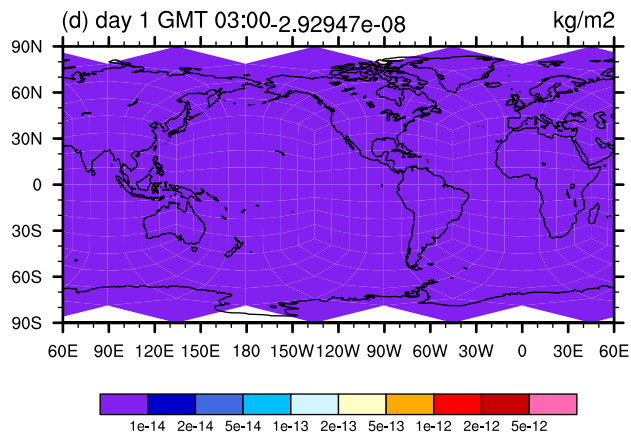 (d) day 1 GMT 03:00 -2.92947e-08 kg/m2
90N
60N
30N
0
30S
60S
90S
60E 90E 120E 150E 180 150W 120W 90W 60W 30W 0 30E 60E
1e-14 2e-14 5e-14 1e-13 2e-13 5e-13 1e-12 2e-12 5e-12